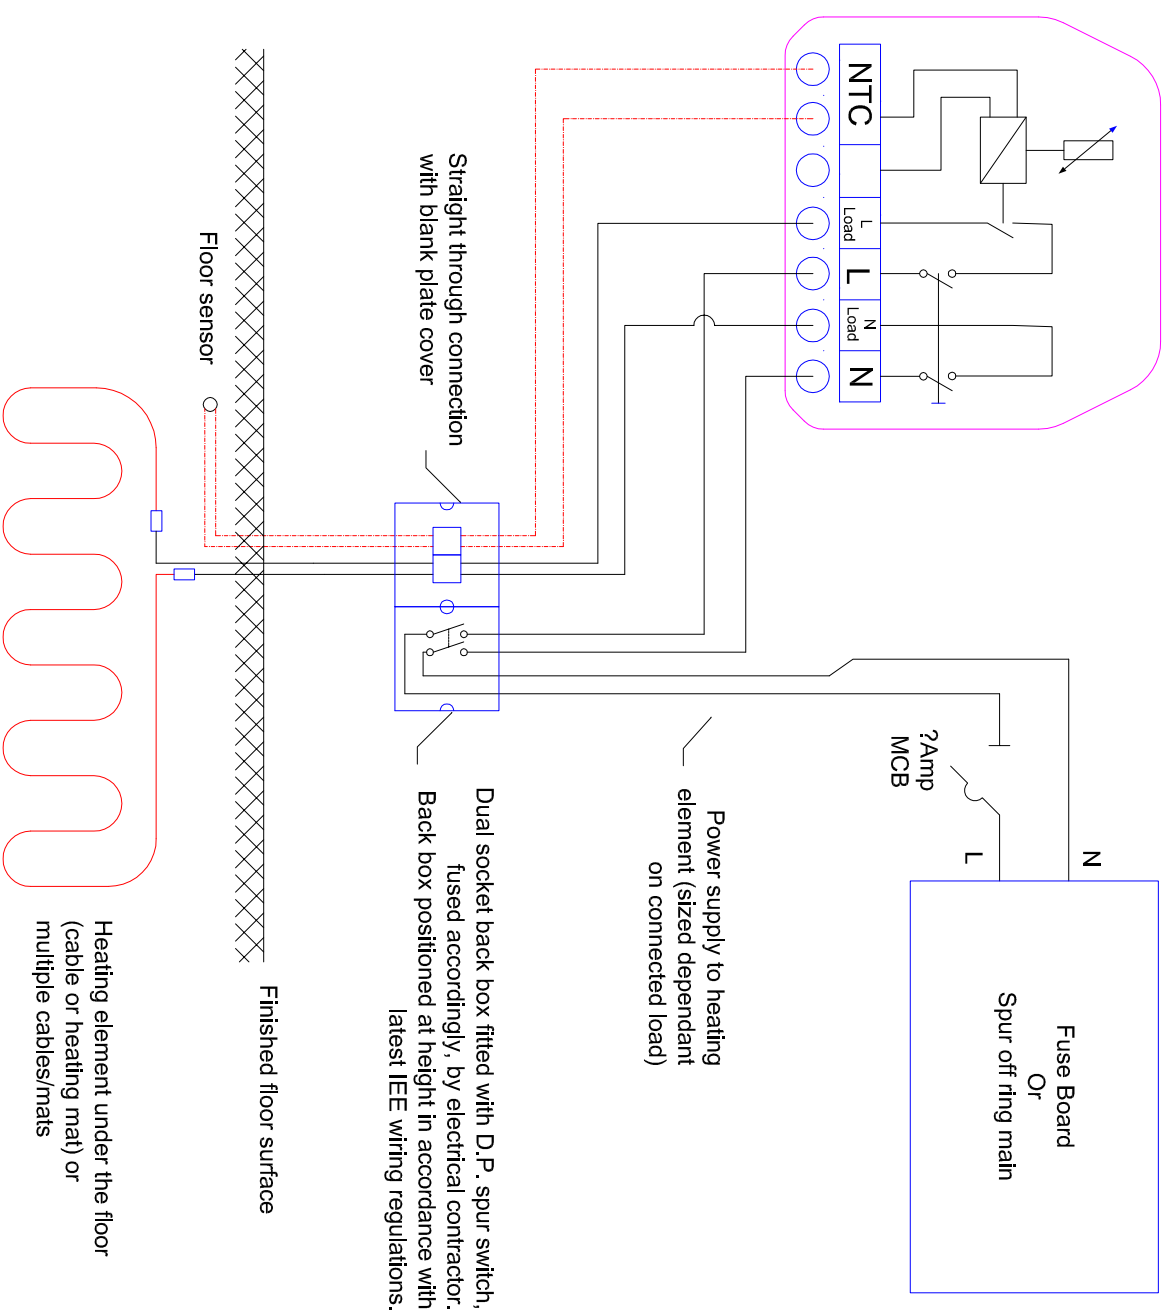 NTC
L
Load
L
N
Load
N
Straight through connection
with blank plate cover
Floor sensor
?Amp
MCB
N
L
Fuse Board
Or
Spur off ring main
Power supply to heating
element (sized dependant
on connected load)
Dual socket back box fitted with D.P. spur switch,
fused accordingly, by electrical contractor.
Back box positioned at height in accordance with
latest IEE wiring regulations.
Finished floor surface
Heating element under the floor
(cable or heating mat) or
multiple cables/mats